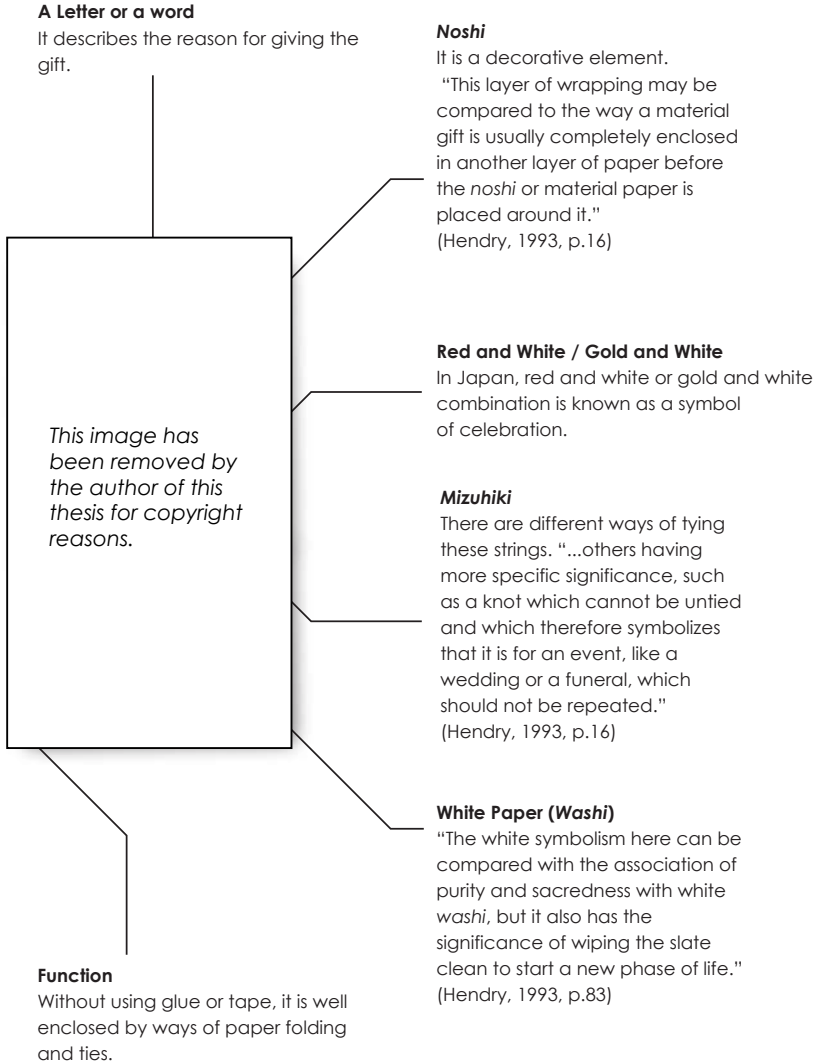 A Letter or a word
It describes the reason for giving the
gift.
Noshi
It is a decorative element.
“This layer of wrapping may be
compared to the way a material
gift is usually completely enclosed
in another layer of paper before
the noshi or material paper is
placed around it.”
(Hendry, 1993, p.16)
Red and White / Gold and White
In Japan, red and white or gold and white
combination is known as a symbol
of celebration.
This image has
been removed by
the author of this
thesis for copyright
reasons.
Mizuhiki
There are different ways of tying
these strings. “...others having
more specific significance, such
as a knot which cannot be untied
and which therefore symbolizes
that it is for an event, like a
wedding or a funeral, which
should not be repeated.”
(Hendry, 1993, p.16)
White Paper (Washi)
“The white symbolism here can be
compared with the association of
purity and sacredness with white
washi, but it also has the
significance of wiping the slate
clean to start a new phase of life.”
(Hendry, 1993, p.83)
Function
Without using glue or tape, it is well
enclosed by ways of paper folding
and ties.